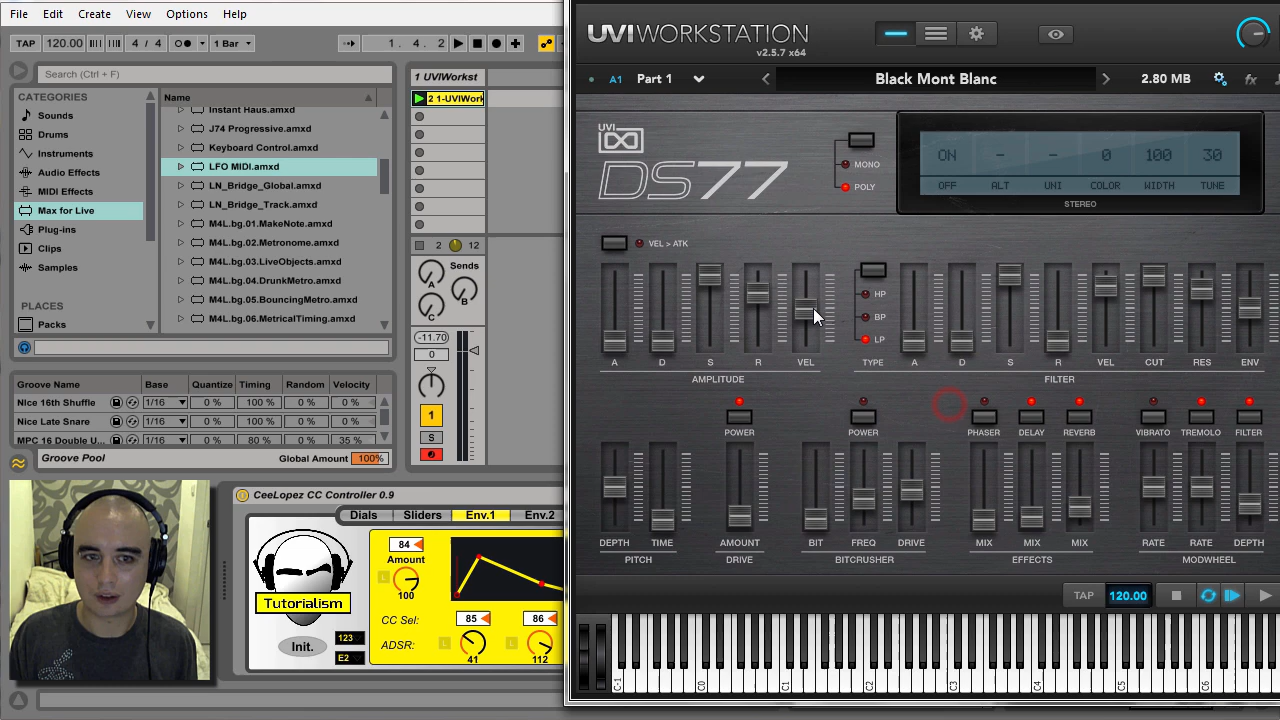 File Edit Create View Options Help
TAP 120.00 4 / 4 1 Bar 1. 4. 2
Search (Ctrl + F)
CATEGORIES
Sounds
Drums
Instruments
Audio Effects
MIDI Effects
Max for Live
Plug-ins
Clips
Samples
PLACES
Packs
Name
Instant Haus.amxd
J74 Progressive.amxd
Keyboard Control.amxd
LFO MIDI.amxd
LN_Bridge_Global.amxd
LN_Bridge_Track.amxd
M4L.bg.01.MakeNote.amxd
M4L.bg.02.Metronome.amxd
M4L.bg.03.LiveObjects.amxd
M4L.bg.04.DrunkMetro.amxd
M4L.bg.05.BouncingMetro.amxd
M4L.bg.06.MetricalTiming.amxd
Groove Name Base Quantize Timing Random Velocity
Nice 16th Shuffle 1/16 0 % 100 % 0 % 0 %
Nice Late Snare 1/16 0 % 100 % 0 % 0 %
MPC 16 Double U... 1/16 0 % 80 % 0 % 35 %
Groove Pool Global Amount 100%
1 UVIWorkst
2 1-UVIWork
2 12
Sends
A B
C
-11.70
0
1
S
CeeLopez CC Controller 0.9
Dials Sliders Env.1 Env.2
Tutorialism
Init. 123
E2
84
Amount
L
100
CC Sel: 85 86
ADSR: L L
41 112
UVIWORKSTATION
v2.5.7 x64
A1 Part 1 Black Mont Blanc 2.80 MB fx
UVI
DS77
MONO
POLY
ON - - 0 100 30
OFF ALT UNI COLOR WIDTH TUNE
STEREO
VEL > ATK
HP
BP
LP
A D S R VEL TYPE A D S R VEL CUT RES ENV
AMPLITUDE FILTER
POWER POWER PHASER DELAY REVERB VIBRATO TREMOLO FILTER
DEPTH TIME AMOUNT BIT FREQ DRIVE MIX MIX MIX RATE RATE DEPTH
PITCH DRIVE BITCRUSHER EFFECTS MODWHEEL
TAP 120.00
C-1 C0 C1 C2 C3 C4 C5 C6